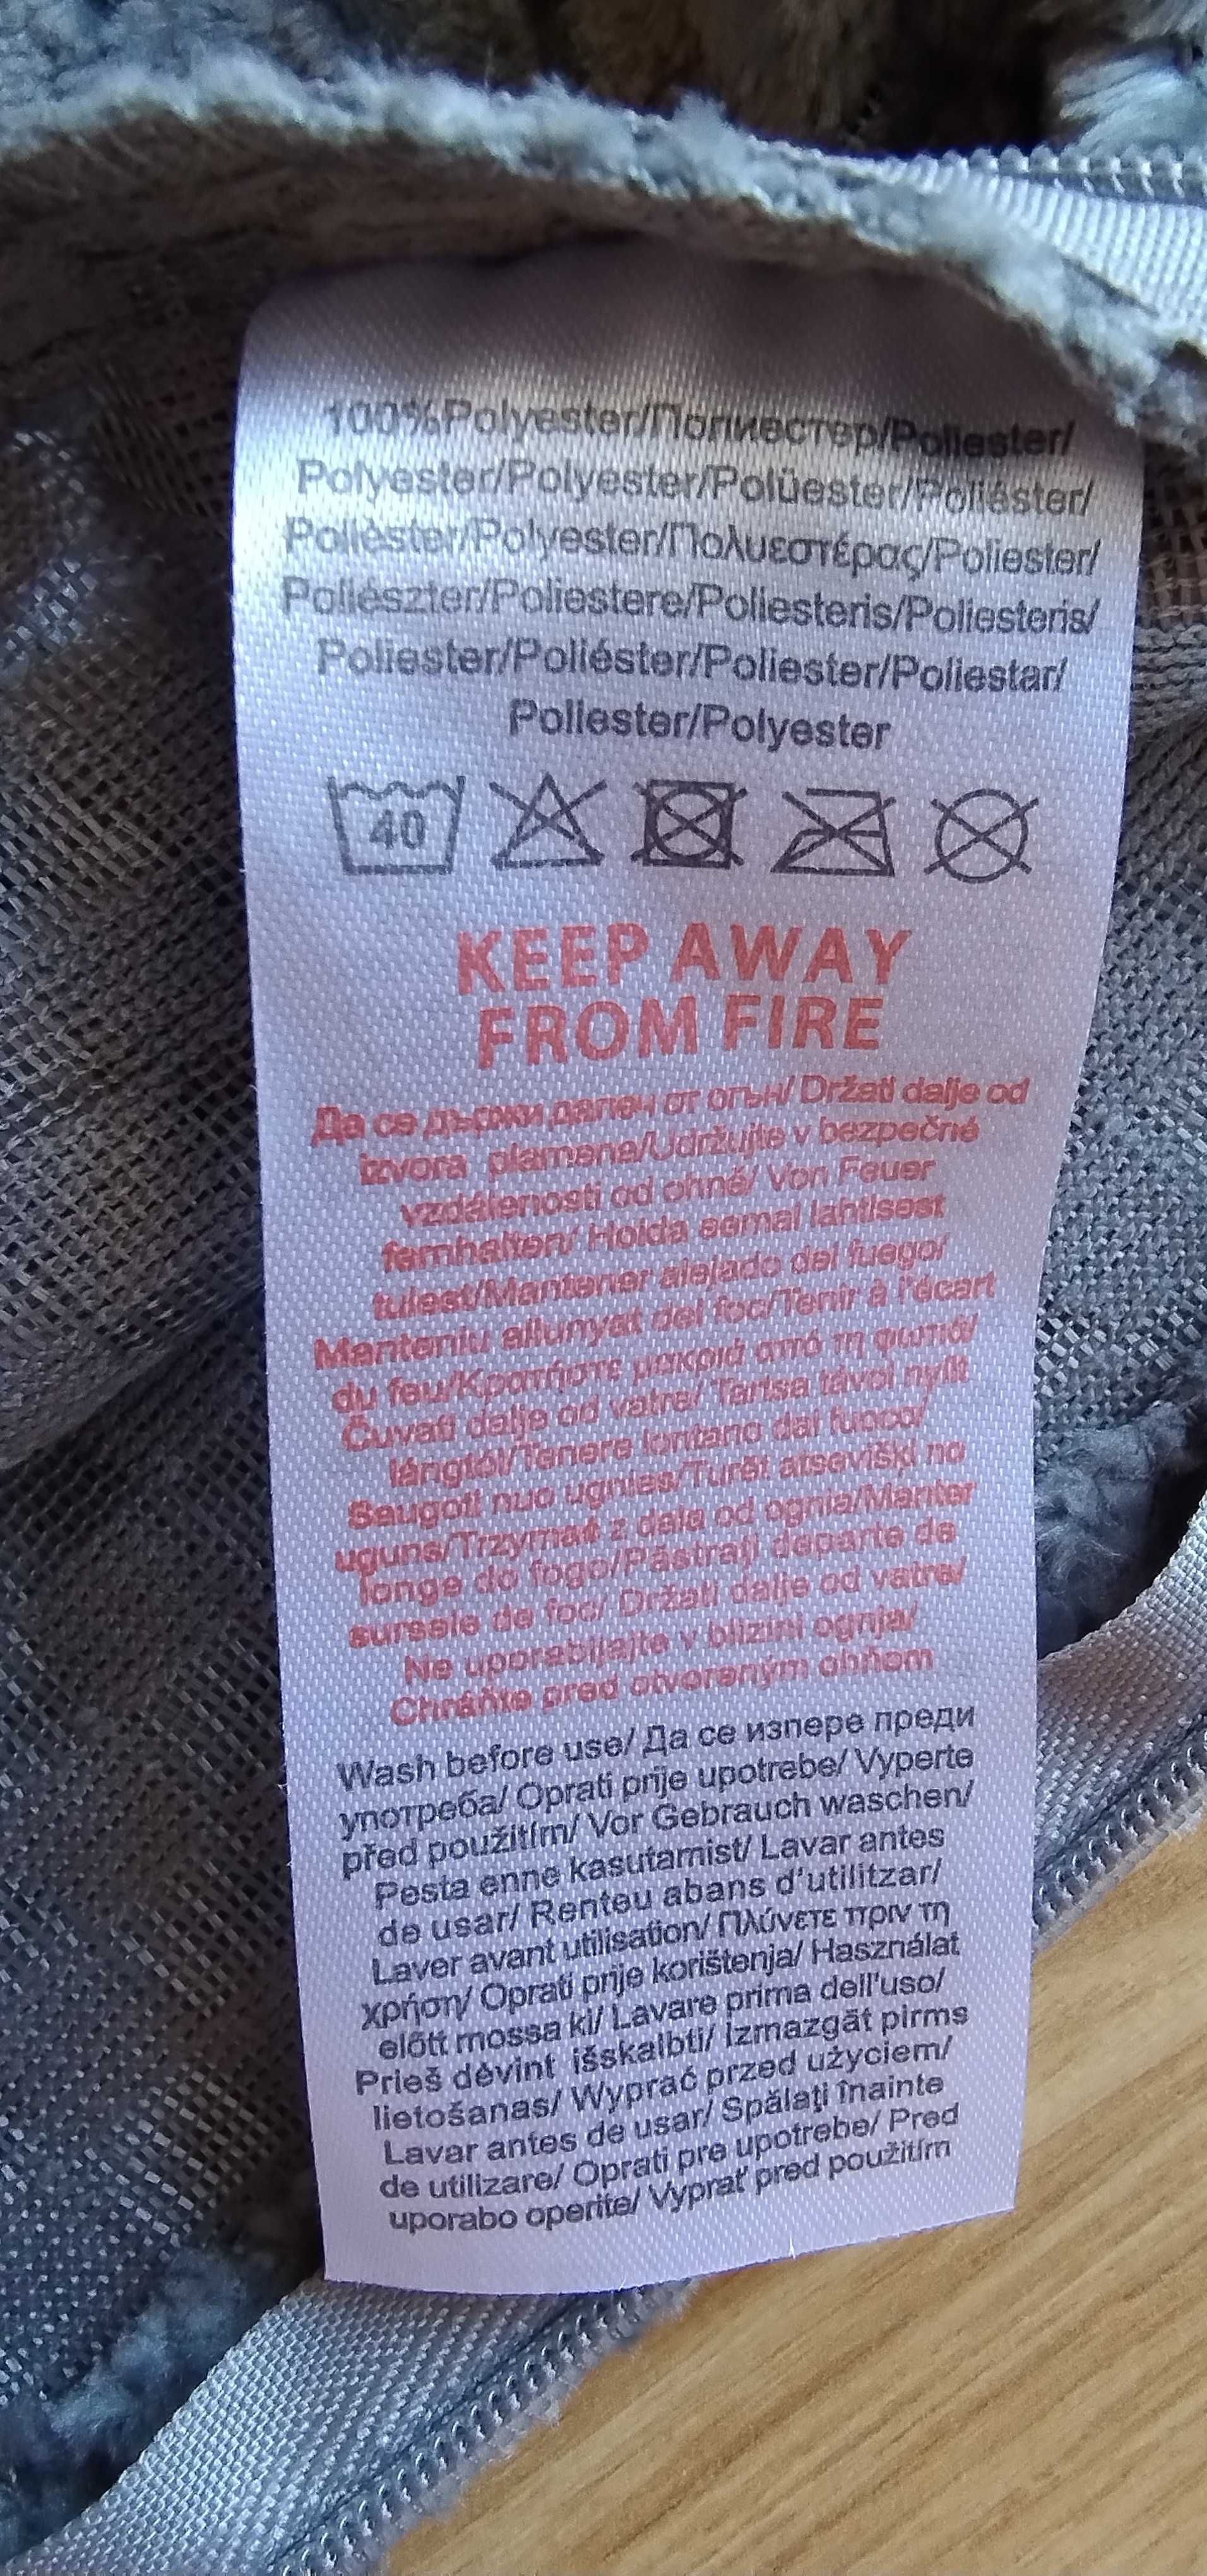 100%Polyester/Полиестер/Poliester/
Polyester/Polyester/Polüester/Poliéster/
Polièster/Polyester/Πολυεστέρας/Poliester/
Poliészter/Poliestere/Poliesteris/Poliesteris/
Poliester/Poliéster/Poliester/Poliestar/
Poliester/Polyester
40
KEEP AWAY
FROM FIRE
Да се държи далеч от огън/ Držati dalje od
izvora plamena/Udržujte v bezpečné
vzdálenosti od ohně/ Von Feuer
fernhalten/ Hoida eemal lahtisest
tulest/Mantener alejado del fuego/
Manteniu allunyat del foc/Tenir à l'écart
du feu/Κρατήστε μακριά από τη φωτιά/
Čuvati dalje od vatre/ Tartsa távol nyílt
lángtól/Tenere lontano dal fuoco/
Saugoti nuo ugnies/Turēt atsevišķi no
uguns/Trzymać z dala od ognia/Manter
longe do fogo/Păstrați departe de
sursele de foc/ Držati dalje od vatre/
Ne uporabljajte v bližini ognja/
Chráňte pred otvoreným ohňom
Wash before use/ Да се изпере преди
употреба/ Oprati prije upotrebe/ Vyperte
před použitím/ Vor Gebrauch waschen/
Pesta enne kasutamist/ Lavar antes
de usar/ Renteu abans d'utilitzar/
Laver avant utilisation/ Πλύνετε πριν τη
χρήση/ Oprati prije korištenja/ Használat
előtt mossa ki/ Lavare prima dell'uso/
Prieš dėvint išskalbti/ Izmazgāt pirms
lietošanas/ Wyprać przed użyciem/
Lavar antes de usar/ Spălați înainte
de utilizare/ Oprati pre upotrebe/ Pred
uporabo operite/ Vyprať pred použitím